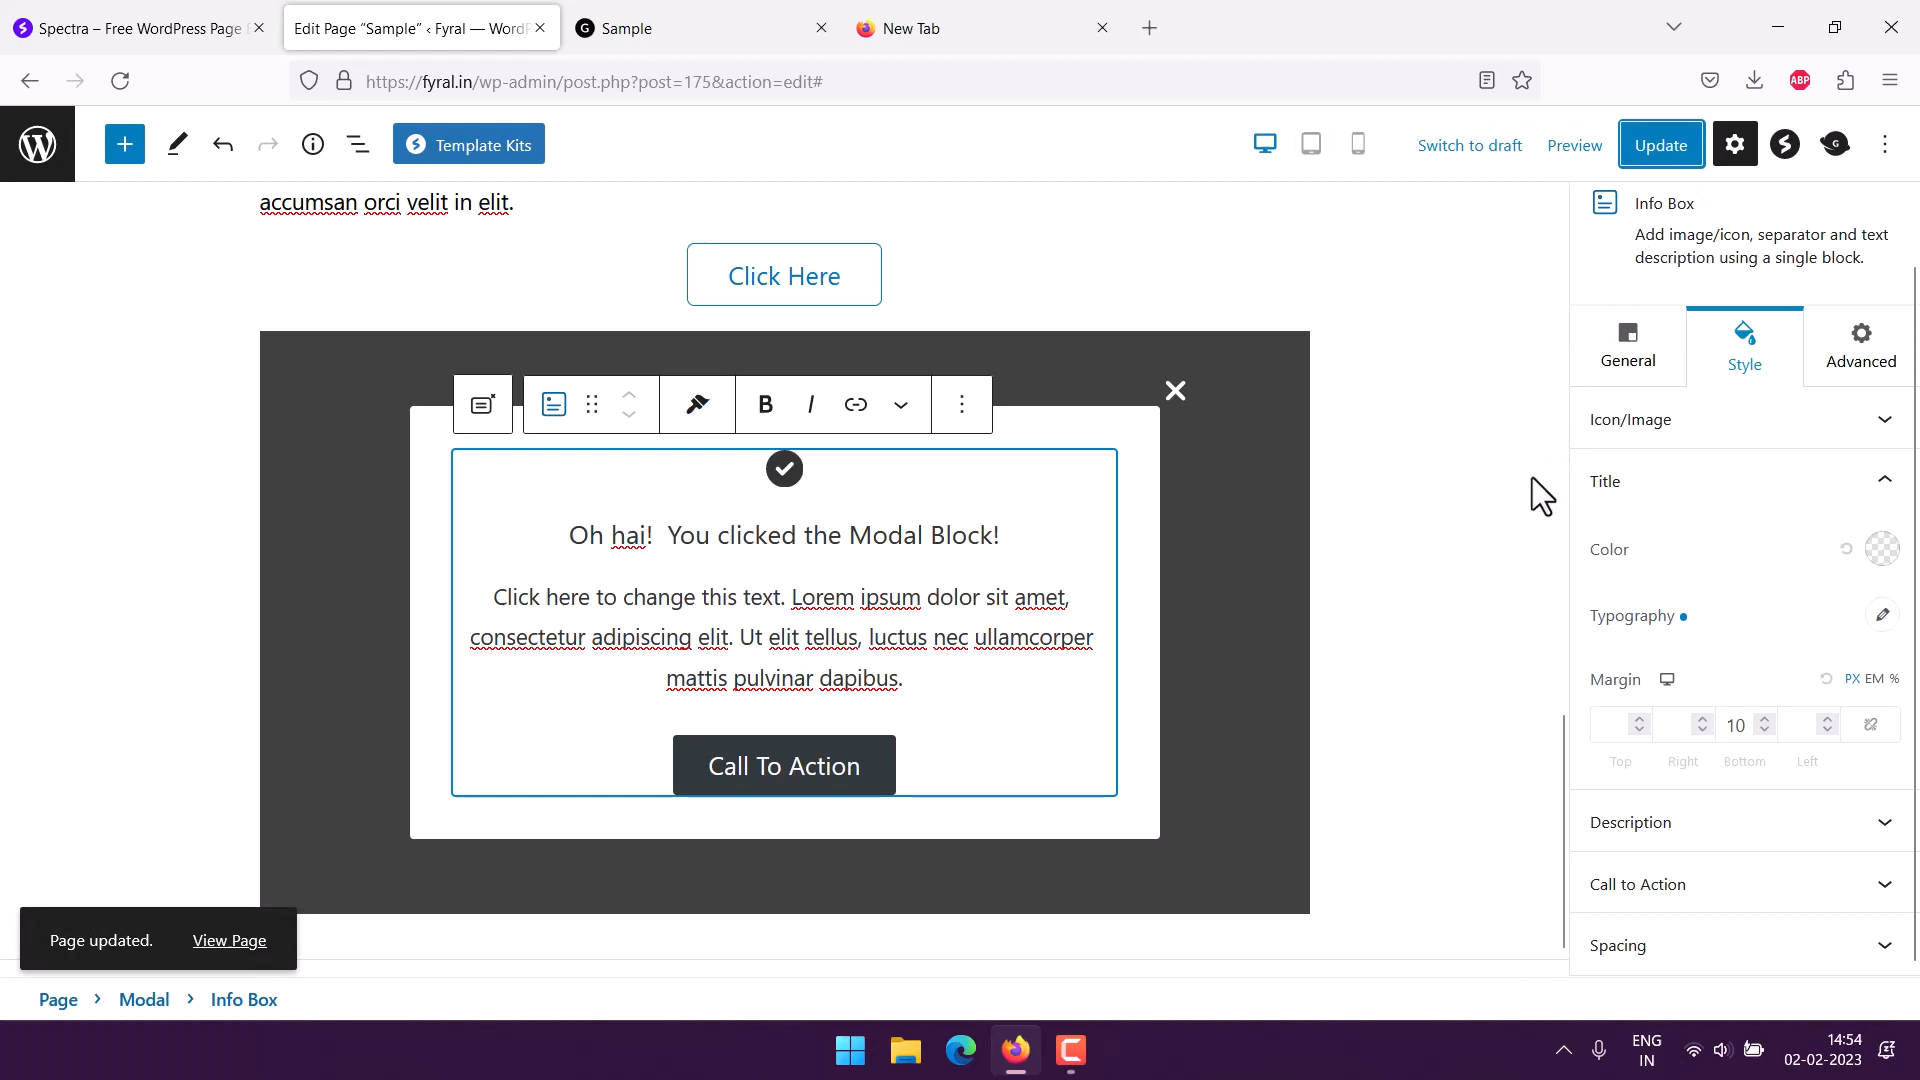 Spectra – Free WordPress Page
Edit Page “Sample” ‹ Fyral — WordP
Sample
New Tab
https://fyral.in/wp-admin/post.php?post=175&action=edit#
ABP
Template Kits
Switch to draft
Preview
Update
G
accumsan orci velit in elit.
Click Here
Info Box
Add image/icon, separator and text
description using a single block.
General
Style
Advanced
B I
Icon/Image
Title
Oh hai!  You clicked the Modal Block!
Color
Click here to change this text. Lorem ipsum dolor sit amet,
consectetur adipiscing elit. Ut elit tellus, luctus nec ullamcorper
mattis pulvinar dapibus.
Typography
Margin
PX EM %
10
Top Right Bottom Left
Call To Action
Description
Call to Action
Spacing
Page updated.
View Page
Page
Modal
Info Box
ENG
IN
14:54
02-02-2023